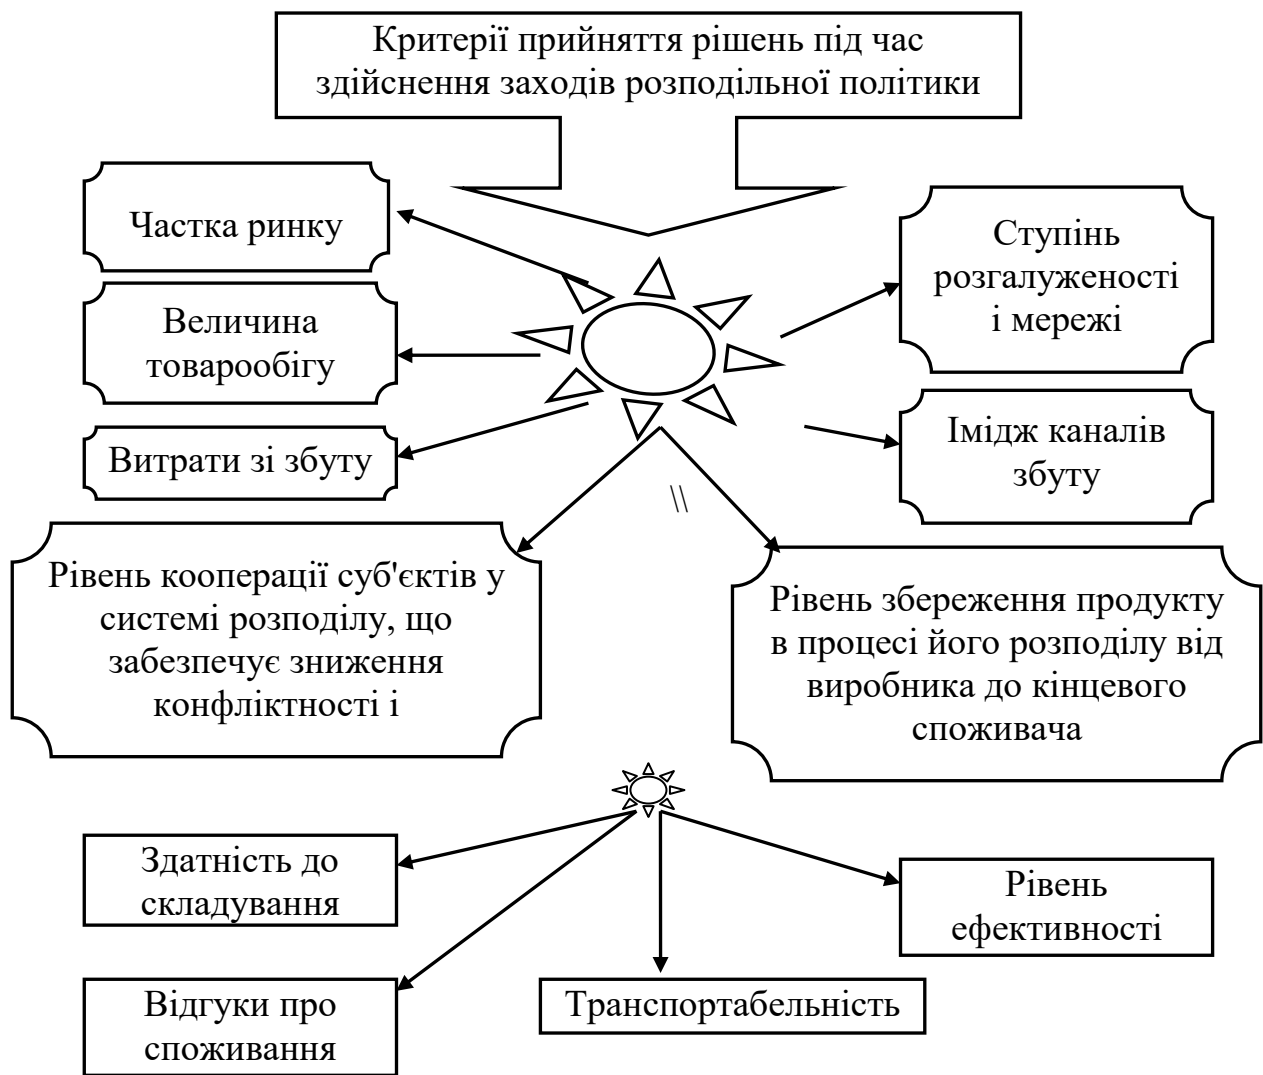 Критерії прийняття рішень під час
здійснення заходів розподільної політики
Частка ринку
Величина
товарообігу
Витрати зі збуту
Ступінь
розгалуженості
і мережі
Імідж каналів
збуту
\\
Рівень кооперації суб'єктів у
системі розподілу, що
забезпечує зниження
конфліктності і
Рівень збереження продукту
в процесі його розподілу від
виробника до кінцевого
споживача
Здатність до
складування
Відгуки про
споживання
Транспортабельність
Рівень
ефективності